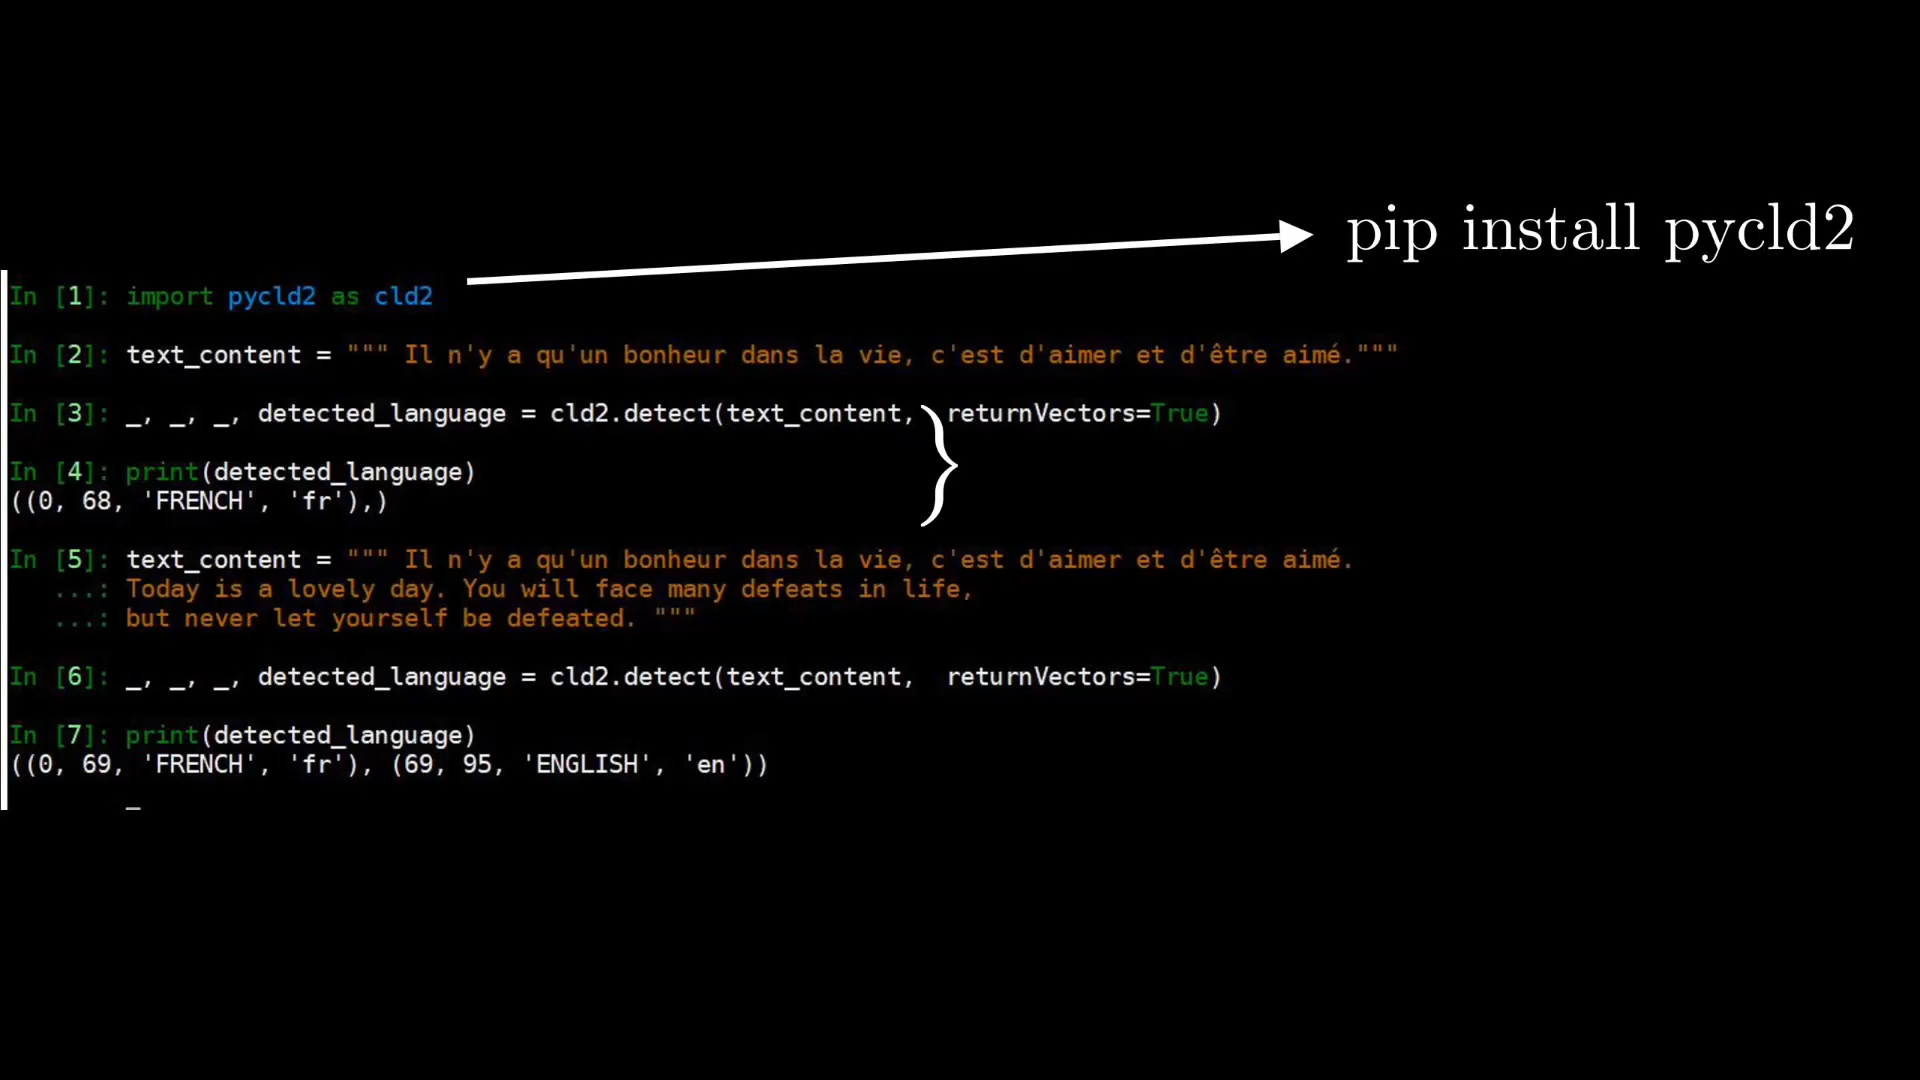 pip install pycld2
In [1]: import pycld2 as cld2
In [2]: text_content = """ Il n'y a qu'un bonheur dans la vie, c'est d'aimer et d'être aimé."""
In [3]: _, _, _, detected_language = cld2.detect(text_content,  returnVectors=True)
In [4]: print(detected_language)
((0, 68, 'FRENCH', 'fr'),)
In [5]: text_content = """ Il n'y a qu'un bonheur dans la vie, c'est d'aimer et d'être aimé.
...: Today is a lovely day. You will face many defeats in life,
...: but never let yourself be defeated. """
In [6]: _, _, _, detected_language = cld2.detect(text_content,  returnVectors=True)
In [7]: print(detected_language)
((0, 69, 'FRENCH', 'fr'), (69, 95, 'ENGLISH', 'en'))